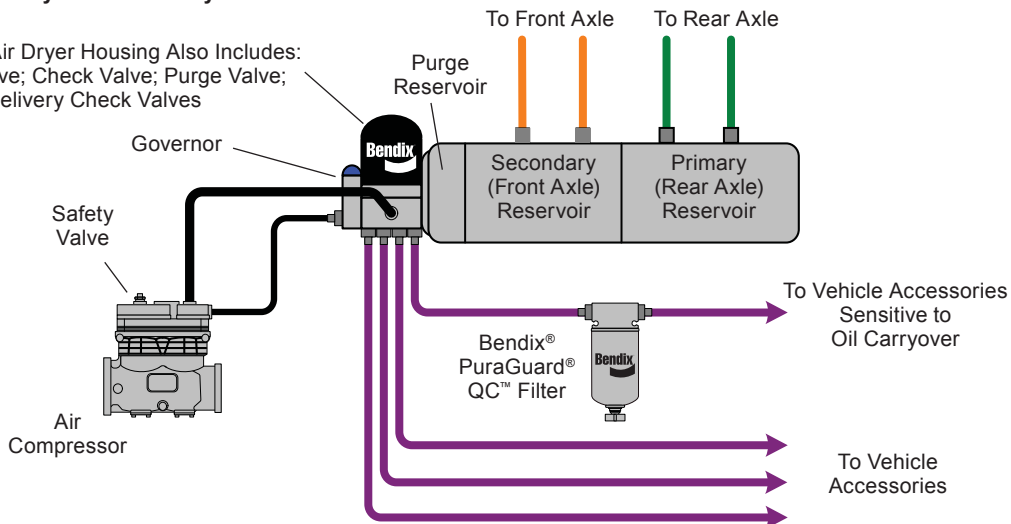 To Front Axle
To Rear Axle
Air Dryer Housing Also Includes:
Check Valve; Purge Valve;
Check Valves
Purge
Reservoir
Governor
Bendix
Secondary
(Front Axle)
Reservoir
Primary
(Rear Axle)
Reservoir
Safety
Valve
To Vehicle Accessories
Sensitive to
Oil Carryover
Bendix®
PuraGuard®
QC™ Filter
Bendix
Air
Compressor
To Vehicle
Accessories